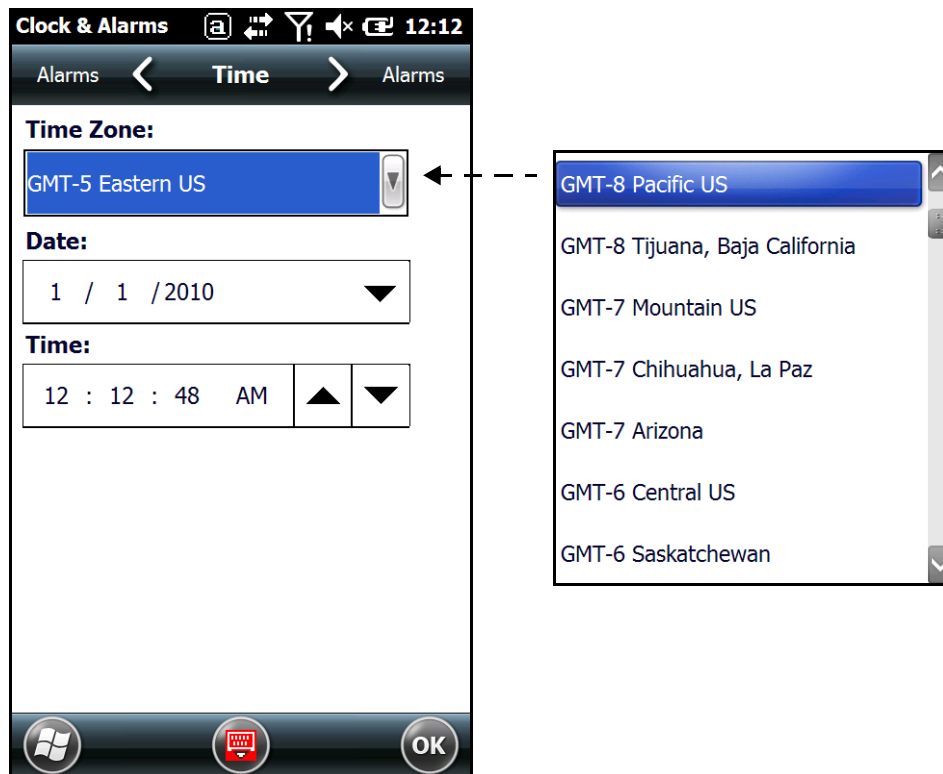 Clock & Alarms a 12:12
Alarms Time Alarms
Time Zone:
GMT-5 Eastern US
Date:
1 / 1 / 2010
Time:
12 : 12 : 48 AM
OK
GMT-8 Pacific US
GMT-8 Tijuana, Baja California
GMT-7 Mountain US
GMT-7 Chihuahua, La Paz
GMT-7 Arizona
GMT-6 Central US
GMT-6 Saskatchewan